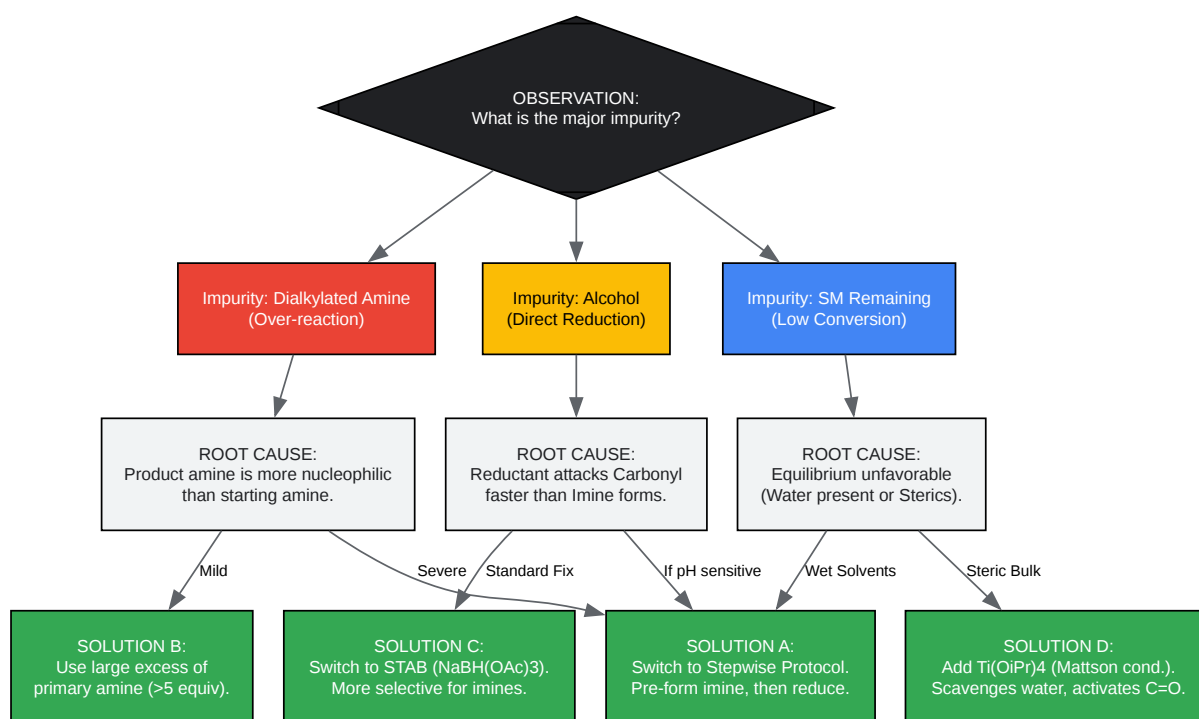 OBSERVATION:
What is the major impurity?
Impurity: Dialkylated Amine
(Over-reaction)
Impurity: Alcohol
(Direct Reduction)
Impurity: SM Remaining
(Low Conversion)
ROOT CAUSE:
Product amine is more nucleophilic
than starting amine.
ROOT CAUSE:
Reductant attacks Carbonyl
faster than Imine forms.
ROOT CAUSE:
Equilibrium unfavorable
(Water present or Sterics).
Mild
Severe
Standard Fix
If pH sensitive
Wet Solvents
Steric Bulk
SOLUTION B:
Use large excess of
primary amine (>5 equiv).
SOLUTION C:
Switch to STAB (NaBH(OAc)3).
More selective for imines.
SOLUTION A:
Switch to Stepwise Protocol.
Pre-form imine, then reduce.
SOLUTION D:
Add Ti(OiPr)4 (Mattson cond.).
Scavenges water, activates C=O.